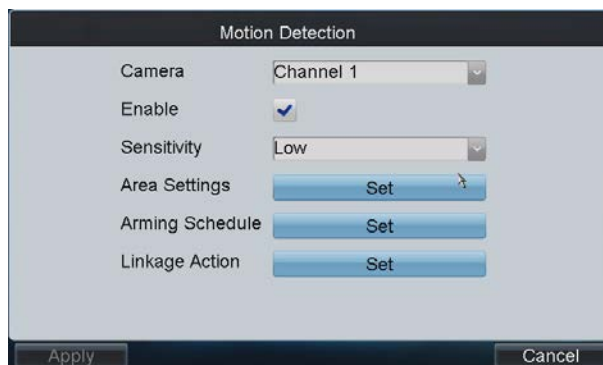 Motion Detection
Camera Channel 1
Enable
Sensitivity Low
Area Settings Set
Arming Schedule Set
Linkage Action Set
Apply Cancel